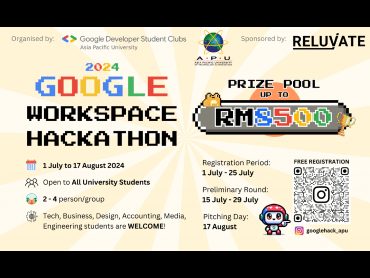 Organised by:
Google Developer Student Clubs
Asia Pacific University
A · P · U
Sponsored by:
RELUVATE
2024
GOOGLE
WORKSPACE
HACKATHON
PRIZE POOL
UP TO
RM8500
1 July to 17 August 2024
Open to All University Students
2 - 4 person/group
Tech, Business, Design, Accounting, Media,
Engineering students are WELCOME!
Registration Period:
1 July - 25 July
Preliminary Round:
15 July - 29 July
Pitching Day:
17 August
FREE REGISTRATION
googlehack_apu